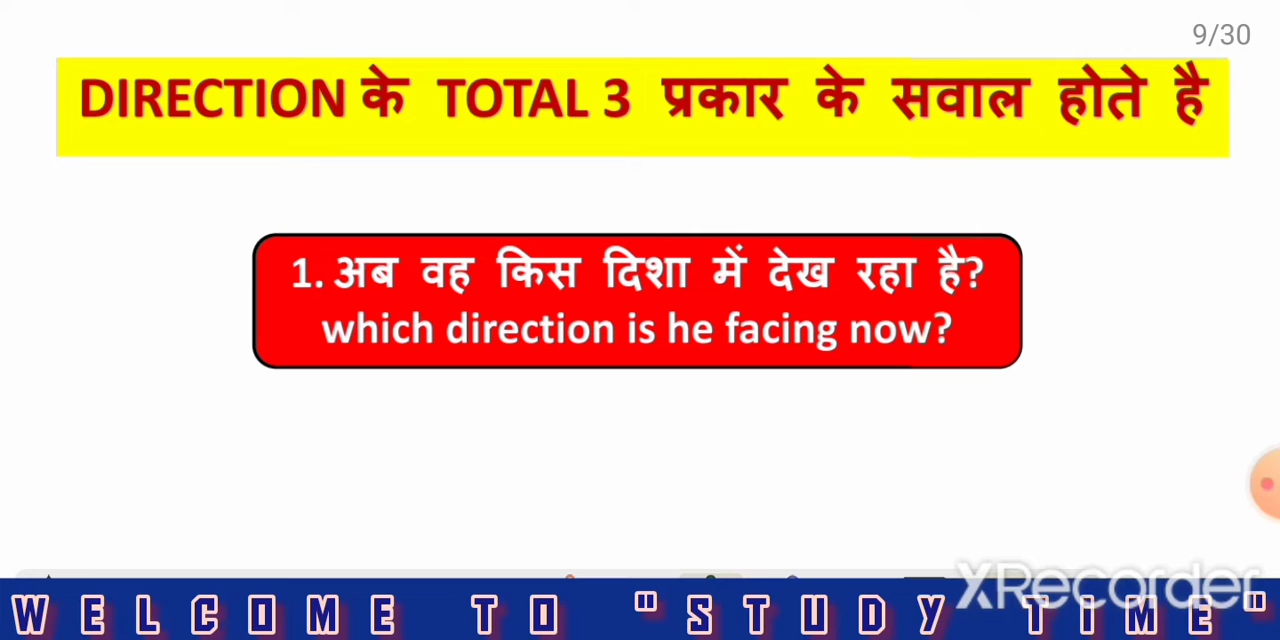 9/30
DIRECTION के TOTAL 3 प्रकार के सवाल होते है
1. अब वह किस दिशा में देख रहा है?
which direction is he facing now?
XRecorder
WELCOME TO "STUDY TIME"